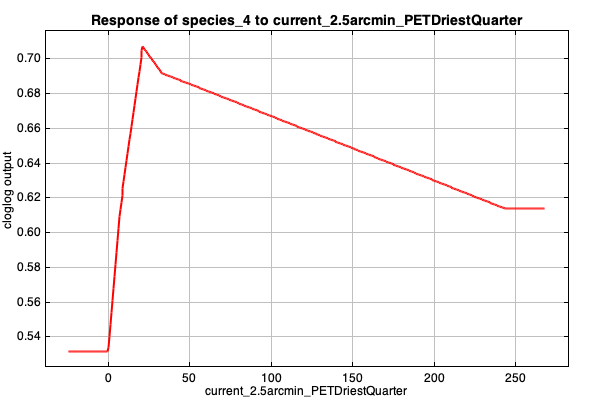 Response of species_4 to current_2.5arcmin_PETDriestQuarter
cloglog output
0.70
0.68
0.66
0.64
0.62
0.60
0.58
0.56
0.54
0 50 100 150 200 250
current_2.5arcmin_PETDriestQuarter